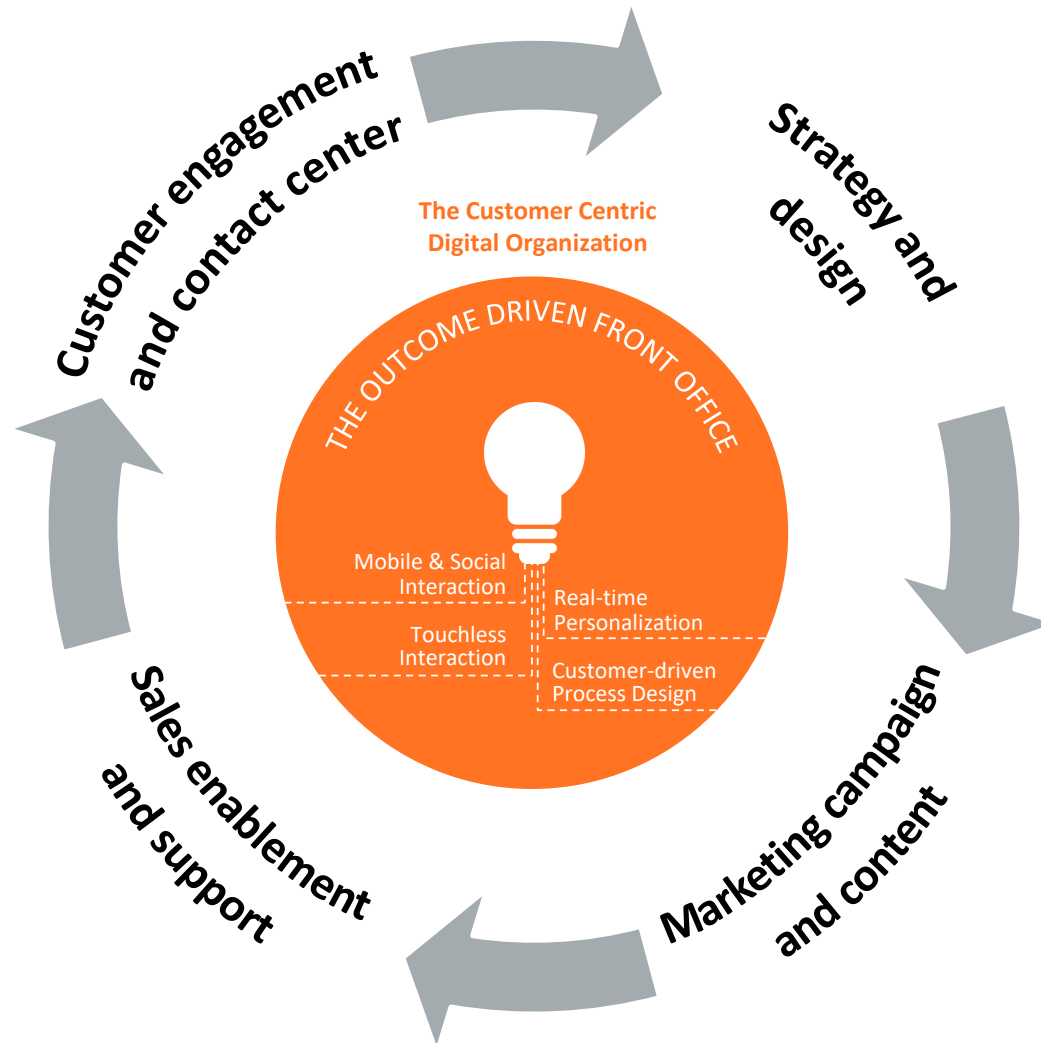 Customer engagement
and contact center
Strategy and
design
The Customer Centric
Digital Organization
THE OUTCOME DRIVEN FRONT OFFICE
Mobile & Social
Interaction
Real-time
Personalization
Touchless
Interaction
Customer-driven
Process Design
Marketing campaign
and content
Sales enablement
and support